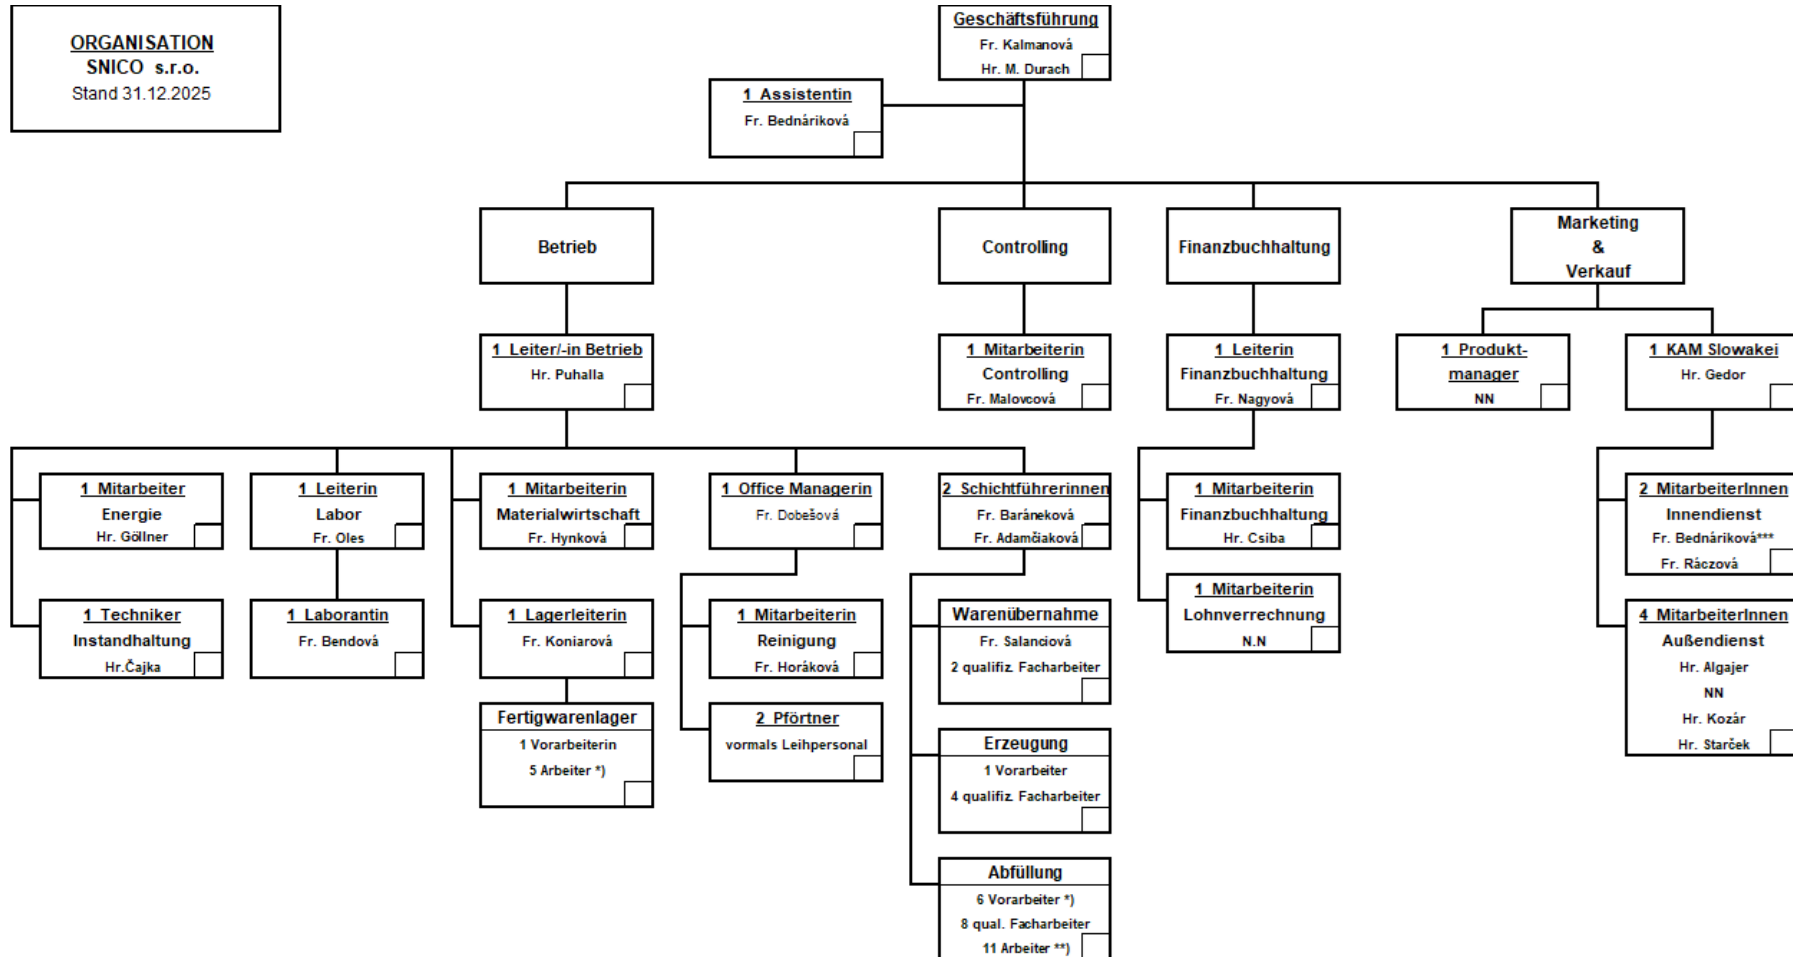 ORGANISATION
SNICO s.r.o.
Stand 31.12.2025
Geschäftsführung
Fr. Kalmanová
Hr. M. Durach
1 Assistentin
Fr. Bednáriková
Betrieb
Controlling
Finanzbuchhaltung
Marketing
&
Verkauf
1 Leiter/-in Betrieb
Hr. Puhalla
1 Mitarbeiterin
Controlling
Fr. Malovcová
1 Leiterin
Finanzbuchhaltung
Fr. Nagyová
1 Produkt-
manager
NN
1 KAM Slowakei
Hr. Gedor
1 Mitarbeiter
Energie
Hr. Göllner
1 Leiterin
Labor
Fr. Oles
1 Mitarbeiterin
Materialwirtschaft
Fr. Hynková
1 Office Managerin
Fr. Dobešová
2 Schichtführerinnen
Fr. Baráneková
Fr. Adamčiaková
1 Mitarbeiterin
Finanzbuchhaltung
Hr. Csiba
2 MitarbeiterInnen
Innendienst
Fr. Bednáriková***
Fr. Ráczová
1 Techniker
Instandhaltung
Hr.Čajka
1 Laborantin
Fr. Bendová
1 Lagerleiterin
Fr. Koniarová
1 Mitarbeiterin
Reinigung
Fr. Horáková
Warenübernahme
Fr. Salanciová
2 qualifiz. Facharbeiter
1 Mitarbeiterin
Lohnverrechnung
N.N
4 MitarbeiterInnen
Außendienst
Hr. Algajer
NN
Hr. Kozár
Hr. Starček
Fertigwarenlager
1 Vorarbeiterin
5 Arbeiter *)
2 Pförtner
vormals Leihpersonal
Erzeugung
1 Vorarbeiter
4 qualifiz. Facharbeiter
Abfüllung
6 Vorarbeiter *)
8 qual. Facharbeiter
11 Arbeiter **)